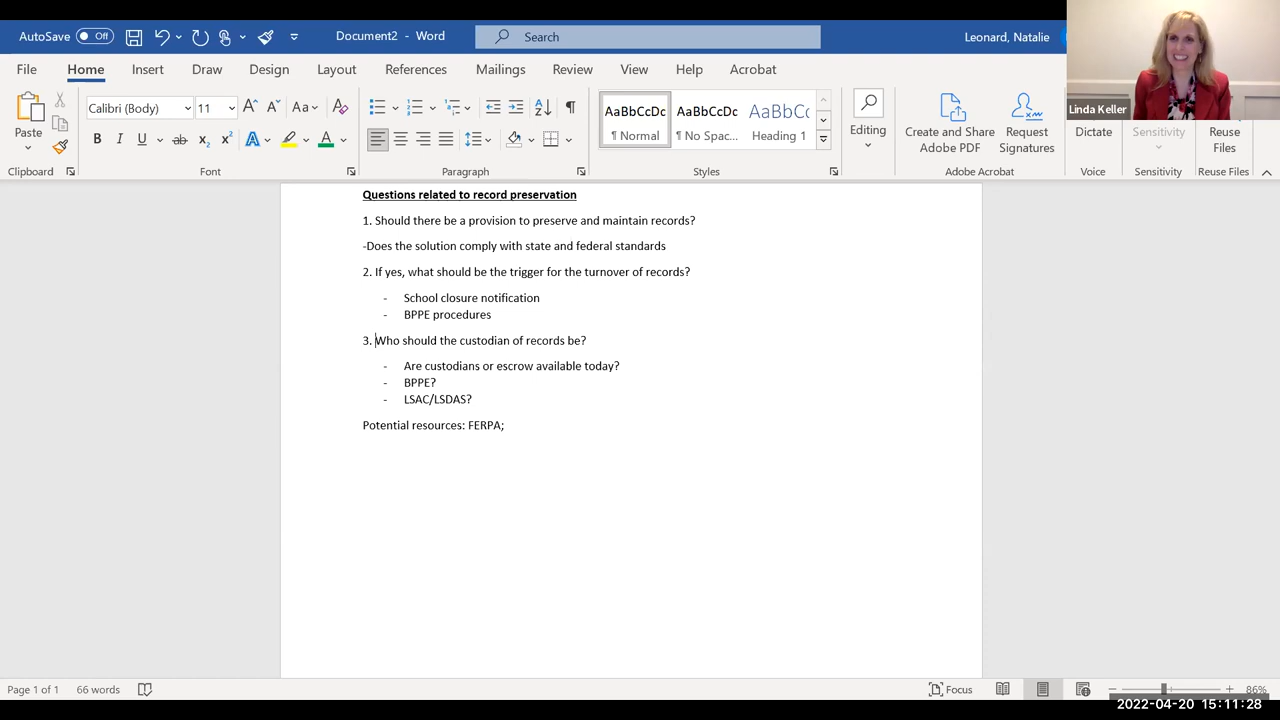 AutoSave Off Document2 - Word Search Leonard, Natalie
File Home Insert Draw Design Layout References Mailings Review View Help Acrobat
Linda Keller
Paste
Clipboard
Calibri (Body) 11
Font
Paragraph
AaBbCcDc AaBbCcDc AaBbCc
¶ Normal ¶ No Spac... Heading 1
Styles
Editing
Create and Share Adobe PDF
Request Signatures
Adobe Acrobat
Dictate
Voice
Sensitivity
Sensitivity
Reuse Files
Reuse Files
Questions related to record preservation
1. Should there be a provision to preserve and maintain records?
-Does the solution comply with state and federal standards
2. If yes, what should be the trigger for the turnover of records?
- School closure notification
- BPPE procedures
3. Who should the custodian of records be?
- Are custodians or escrow available today?
- BPPE?
- LSAC/LSDAS?
Potential resources: FERPA;
Page 1 of 1 66 words Focus 86%
2022-04-20 15:11:28